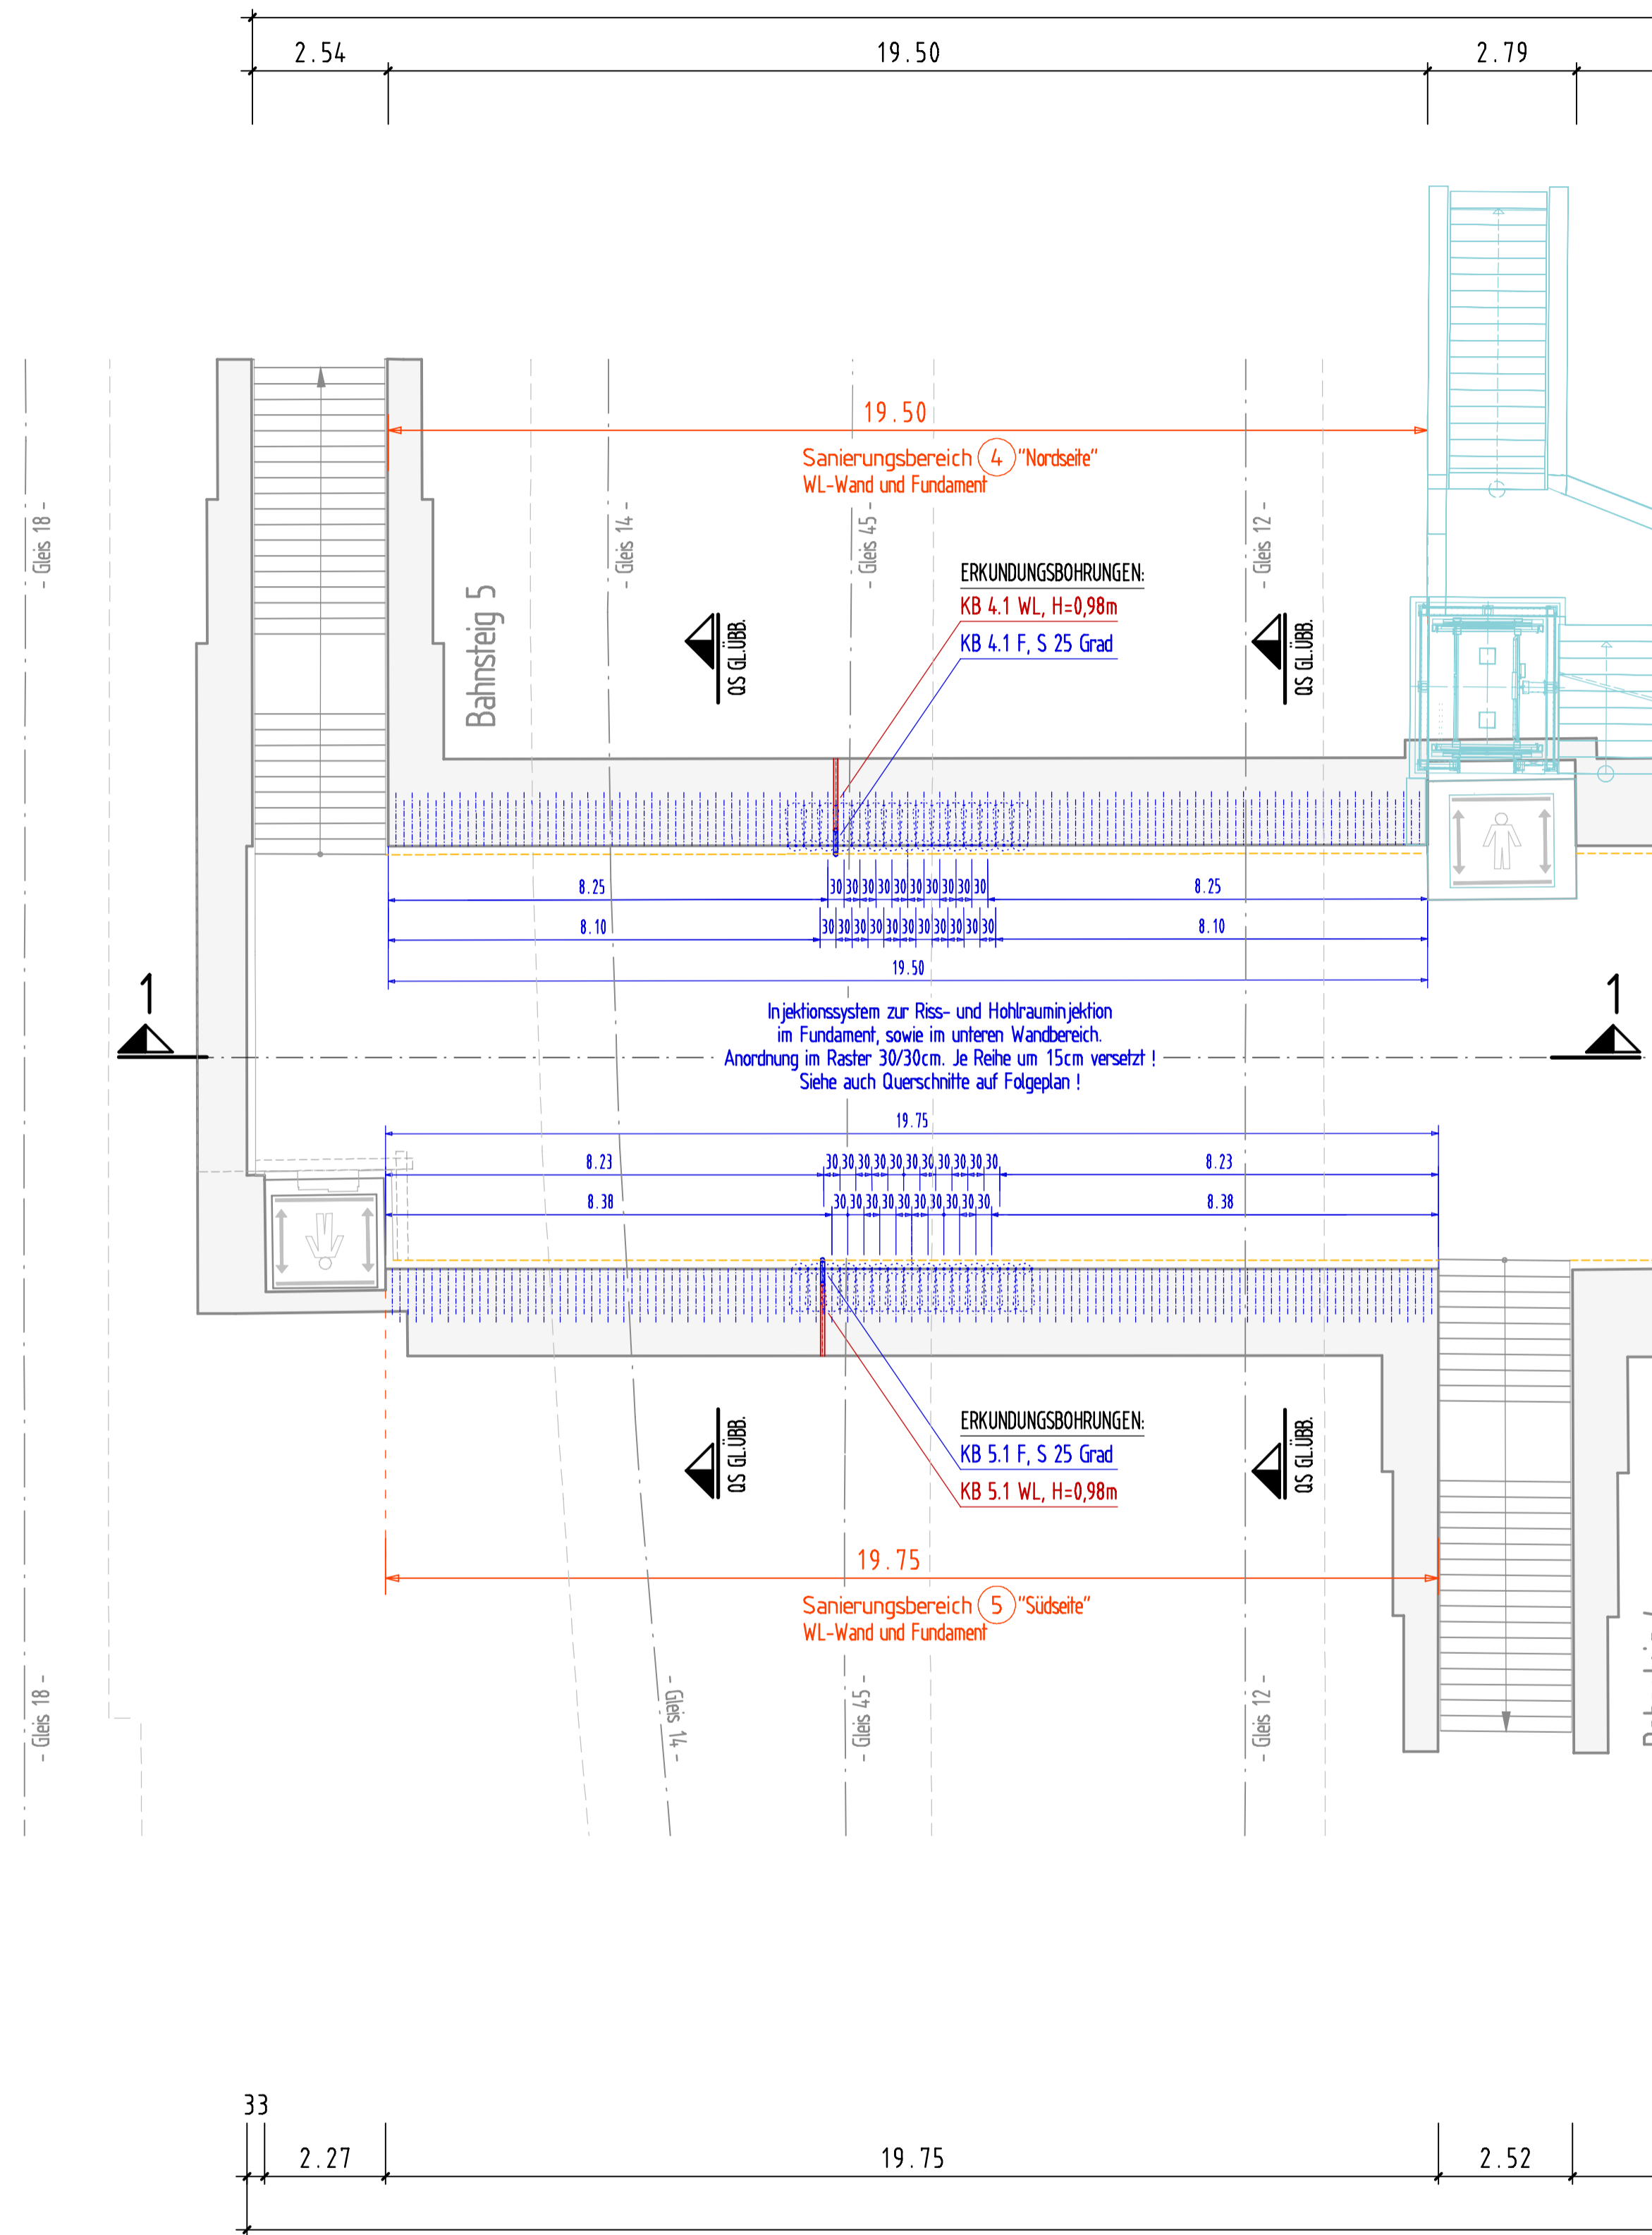 2.54
19.50
2.79
19.50
Sanierungsbereich 4 "Nordseite"
WL-Wand und Fundament
- Gleis 18 -
- Gleis 14 -
- Gleis 45 -
- Gleis 12 -
Bahnsteig 5
ERKUNDUNGSBOHRUNGEN:
KB 4.1 WL, H=0,98m
KB 4.1 F, S 25 Grad
QS GL.ÜBB.
QS GL.ÜBB.
8.25 30 30 30 30 30 30 30 30 30 30 8.25
8.10 30 30 30 30 30 30 30 30 30 30 30 8.10
19.50
1
1
Injektionssystem zur Riss- und Hohlrauminjektion
im Fundament, sowie im unteren Wandbereich.
Anordnung im Raster 30/30cm. Je Reihe um 15cm versetzt !
Siehe auch Querschnitte auf Folgeplan !
19.75
8.23 30 30 30 30 30 30 30 30 30 30 30 8.23
8.38 30 30 30 30 30 30 30 30 30 30 8.38
ERKUNDUNGSBOHRUNGEN:
KB 5.1 F, S 25 Grad
KB 5.1 WL, H=0,98m
QS GL.ÜBB.
QS GL.ÜBB.
19.75
Sanierungsbereich 5 "Südseite"
WL-Wand und Fundament
- Gleis 18 -
- Gleis 14 -
- Gleis 45 -
- Gleis 12 -
33
2.27
19.75
2.52